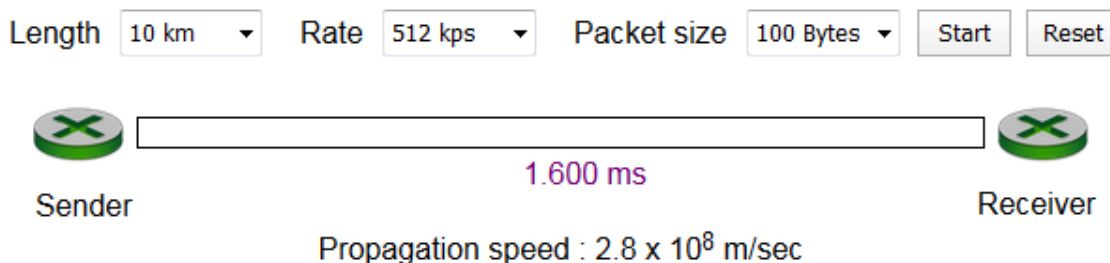 Length 10 km Rate 512 kps Packet size 100 Bytes Start Reset
1.600 ms
Sender Receiver
Propagation speed : 2.8 x 10⁸ m/sec